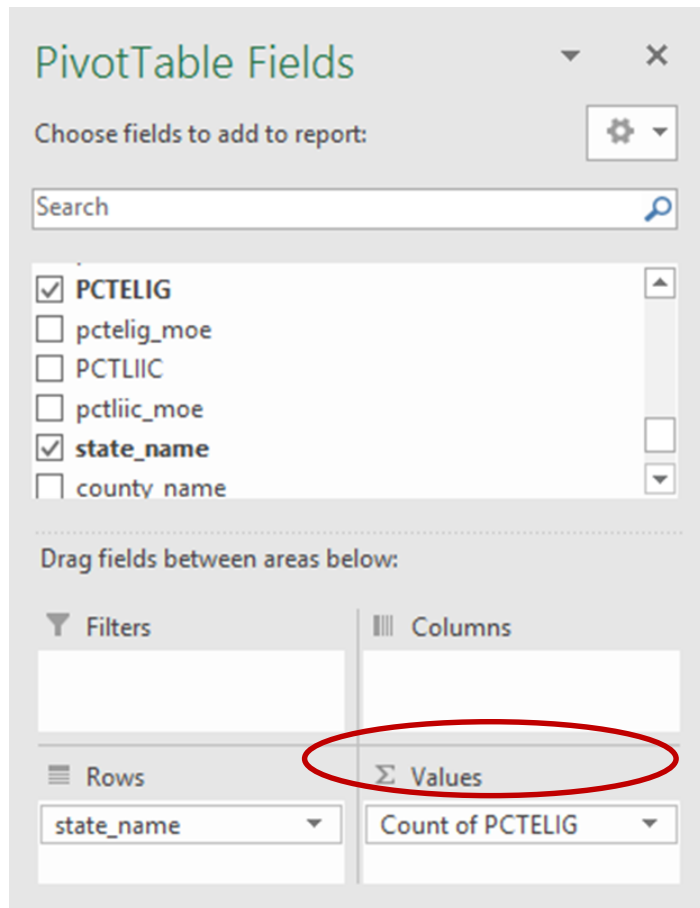 PivotTable Fields
Choose fields to add to report:
Search
PCTELIG
pctelig_moe
PCTLIIC
pctliic_moe
state_name
county_name
Drag fields between areas below:
Filters
Columns
Rows
Σ Values
state_name
Count of PCTELIG